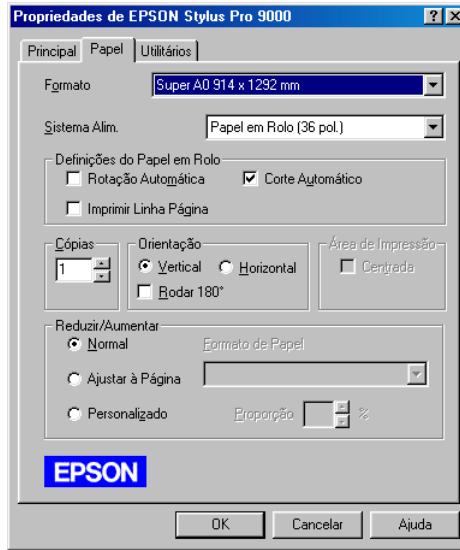 Propriedades de EPSON Stylus Pro 9000
Principal Papel Utilitários
Formato Super A0 914 x 1292 mm
Sistema Alim. Papel em Rolo (36 pol.)
Definições do Papel em Rolo
Rotação Automática Corte Automático
Imprimir Linha Página
Cópias Orientação Área de Impressão
1 Vertical Horizontal Centrada
Rodar 180°
Reduzir/Aumentar
Normal Formato de Papel
Ajustar à Página
Personalizado Proporção %
EPSON
OK Cancelar Ajuda